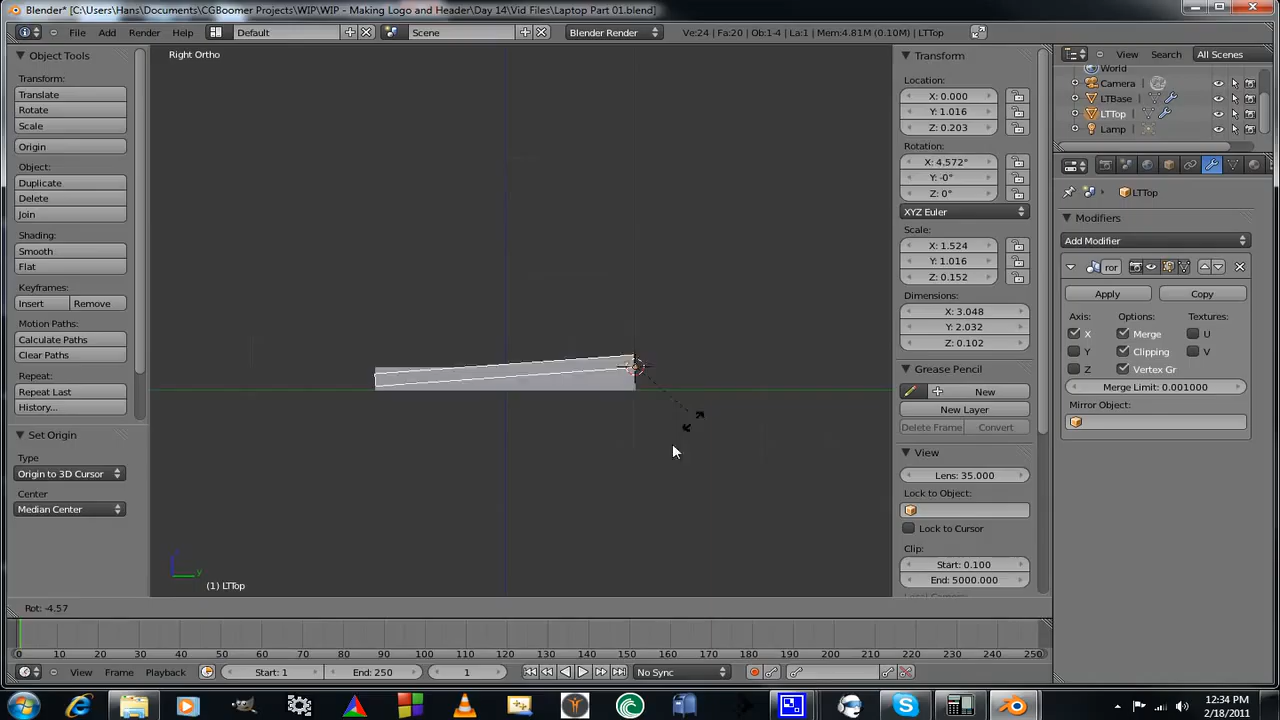 Blender* [C:\Users\Hans\Documents\CGBoomer Projects\WIP\WIP - Making Logo and Header\Day 14\Vid Files\Laptop Part 01.blend]
File Add Render Help Default Scene Blender Render Ve:24 | Fa:20 | Ob:1-4 | La:1 | Mem:4.81M (0.10M) | LTTop
Object Tools
Transform:
Translate
Rotate
Scale
Origin
Object:
Duplicate
Delete
Join
Shading:
Smooth
Flat
Keyframes:
Insert Remove
Motion Paths:
Calculate Paths
Clear Paths
Repeat:
Repeat Last
History...
Set Origin
Type
Origin to 3D Cursor
Center
Median Center
Right Ortho
y
(1) LTTop
Rot: -4.57
Transform
Location:
X: 0.000
Y: 1.016
Z: 0.203
Rotation:
X: 4.572°
Y: -0°
Z: 0°
XYZ Euler
Scale:
X: 1.524
Y: 1.016
Z: 0.152
Dimensions:
X: 3.048
Y: 2.032
Z: 0.102
Grease Pencil
New
New Layer
Delete Frame Convert
View
Lens: 35.000
Lock to Object:
Lock to Cursor
Clip:
Start: 0.100
End: 5000.000
View Search All Scenes
World
Camera
LTBase
LTTop
Lamp
LTTop
Modifiers
Add Modifier
ror
Apply Copy
Axis: Options: Textures:
X Merge U
Y Clipping V
Z Vertex Gr
Merge Limit: 0.001000
Mirror Object:
0 10 20 30 40 50 60 70 80 90 100 110 120 130 140 150 160 170 180 190 200 210 220 230 240 250
View Frame Playback Start: 1 End: 250 1 No Sync
12:34 PM
2/18/2011